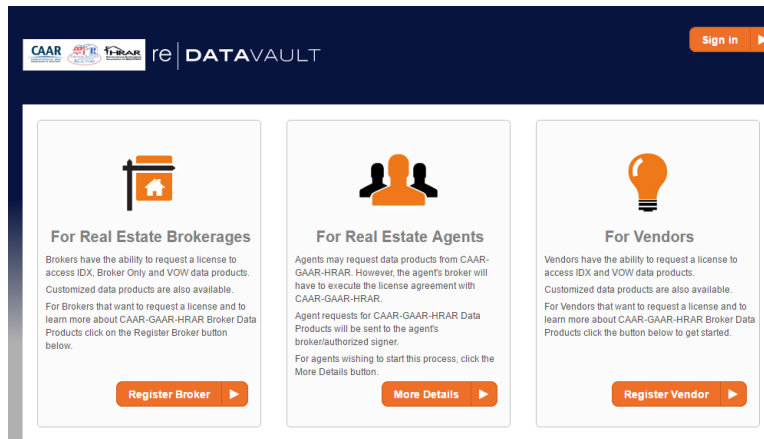 CAAR
HRAR
re DATAVAULT
Sign in
For Real Estate Brokerages
Brokers have the ability to request a license to
access IDX, Broker Only and VOW data products.
Customized data products are also available.
For Brokers that want to request a license and to
learn more about CAAR-GAAR-HRAR Broker Data
Products click on the Register Broker button
below.
Register Broker
For Real Estate Agents
Agents may request data products from CAAR-
GAAR-HRAR. However, the agent's broker will
have to execute the license agreement with
CAAR-GAAR-HRAR.
Agent requests for CAAR-GAAR-HRAR Data
Products will be sent to the agent's
broker/authorized signer.
For agents wishing to start this process, click the
More Details button.
More Details
For Vendors
Vendors have the ability to request a license to
access IDX and VOW data products.
Customized data products are also available.
For Vendors that want to request a license and to
learn more about CAAR-GAAR-HRAR Broker Data
Products click the button below to get started.
Register Vendor